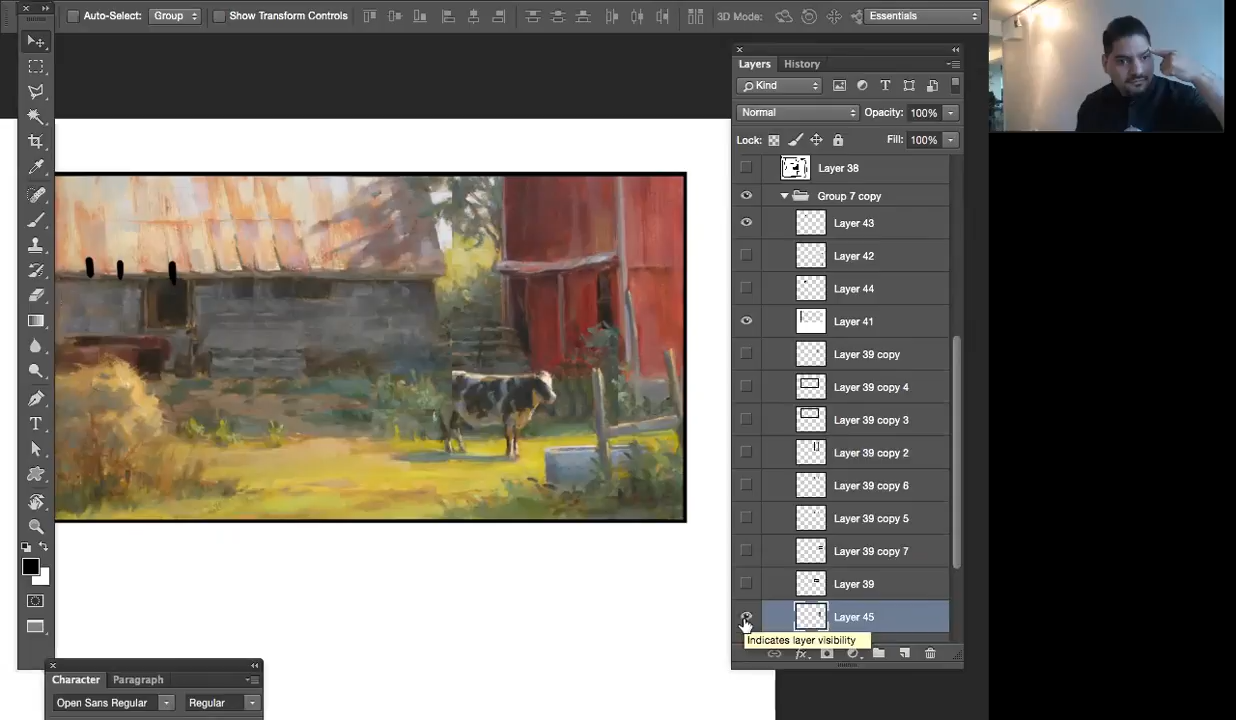 Auto-Select: Group Show Transform Controls 3D Mode: Essentials
Layers History
Kind
Normal Opacity: 100%
Lock: Fill: 100%
Layer 38
Group 7 copy
Layer 43
Layer 42
Layer 44
Layer 41
Layer 39 copy
Layer 39 copy 4
Layer 39 copy 3
Layer 39 copy 2
Layer 39 copy 6
Layer 39 copy 5
Layer 39 copy 7
Layer 39
Layer 45
Indicates layer visibility
fx
Character Paragraph
Open Sans Regular Regular